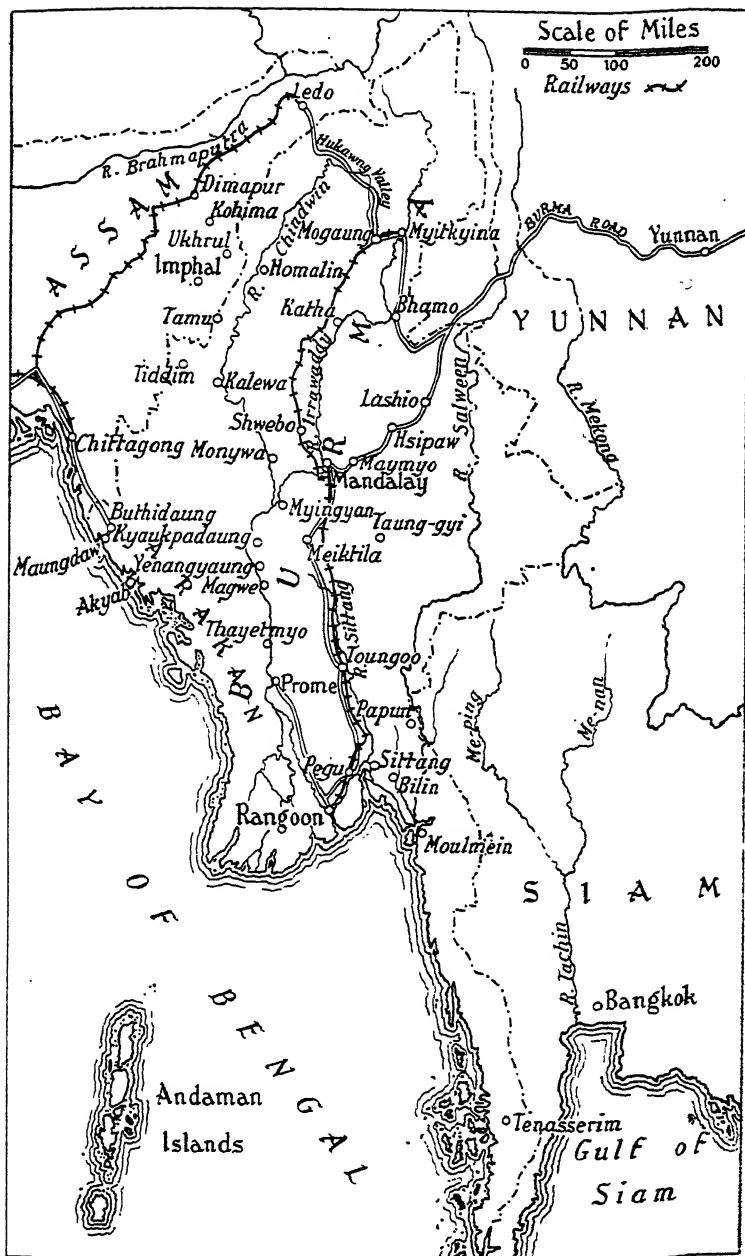 Scale of Miles
0 50 100 200
Railways
Ledo
R. Brahmaputra
Hukawng Valley
ASSAM
Dimapur
Kohima
R. Chindwin
Mogaung
Myitkyina
BURMA ROAD
Yunnan
Ukhrul
Imphal
Homalin
Tamu
Katha
Bhamo
YUNNAN
Tiddim
Kalewa
R. Irrawaddy
Lashio
R. Salween
R. Mekond
Shwebo
Hsipaw
Chittagong
Monywa
Maymyo
Mandalay
Myingyan
Buthidaung
Taung-gyi
Maungdaw
Kyaukpadaung
Meiktila
Yenangyaung
Akyab
Magwe
ARAKAN
BURMA
R. Sittang
Thayetmyo
Toungoo
Prome
Papun
Me-ping
Me-nan
Pegu
Sittang
Bilin
Rangoon
Moulmein
SIAM
R. Tachin
Bangkok
BAY OF BENGAL
Andaman
Islands
Tenasserim
Gulf of
Siam